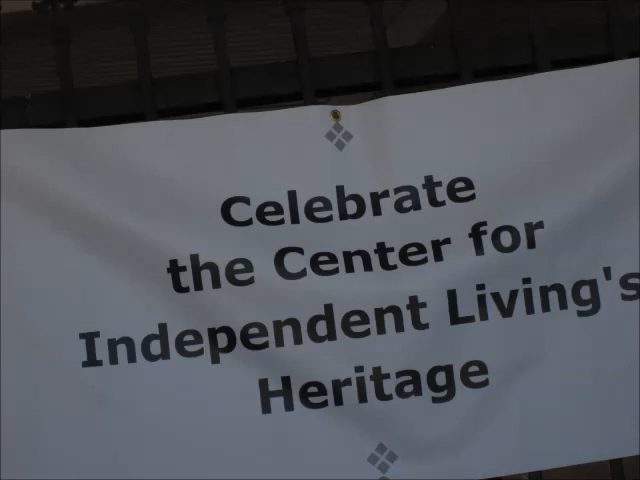 Celebrate
the Center for
Independent Living's
Heritage